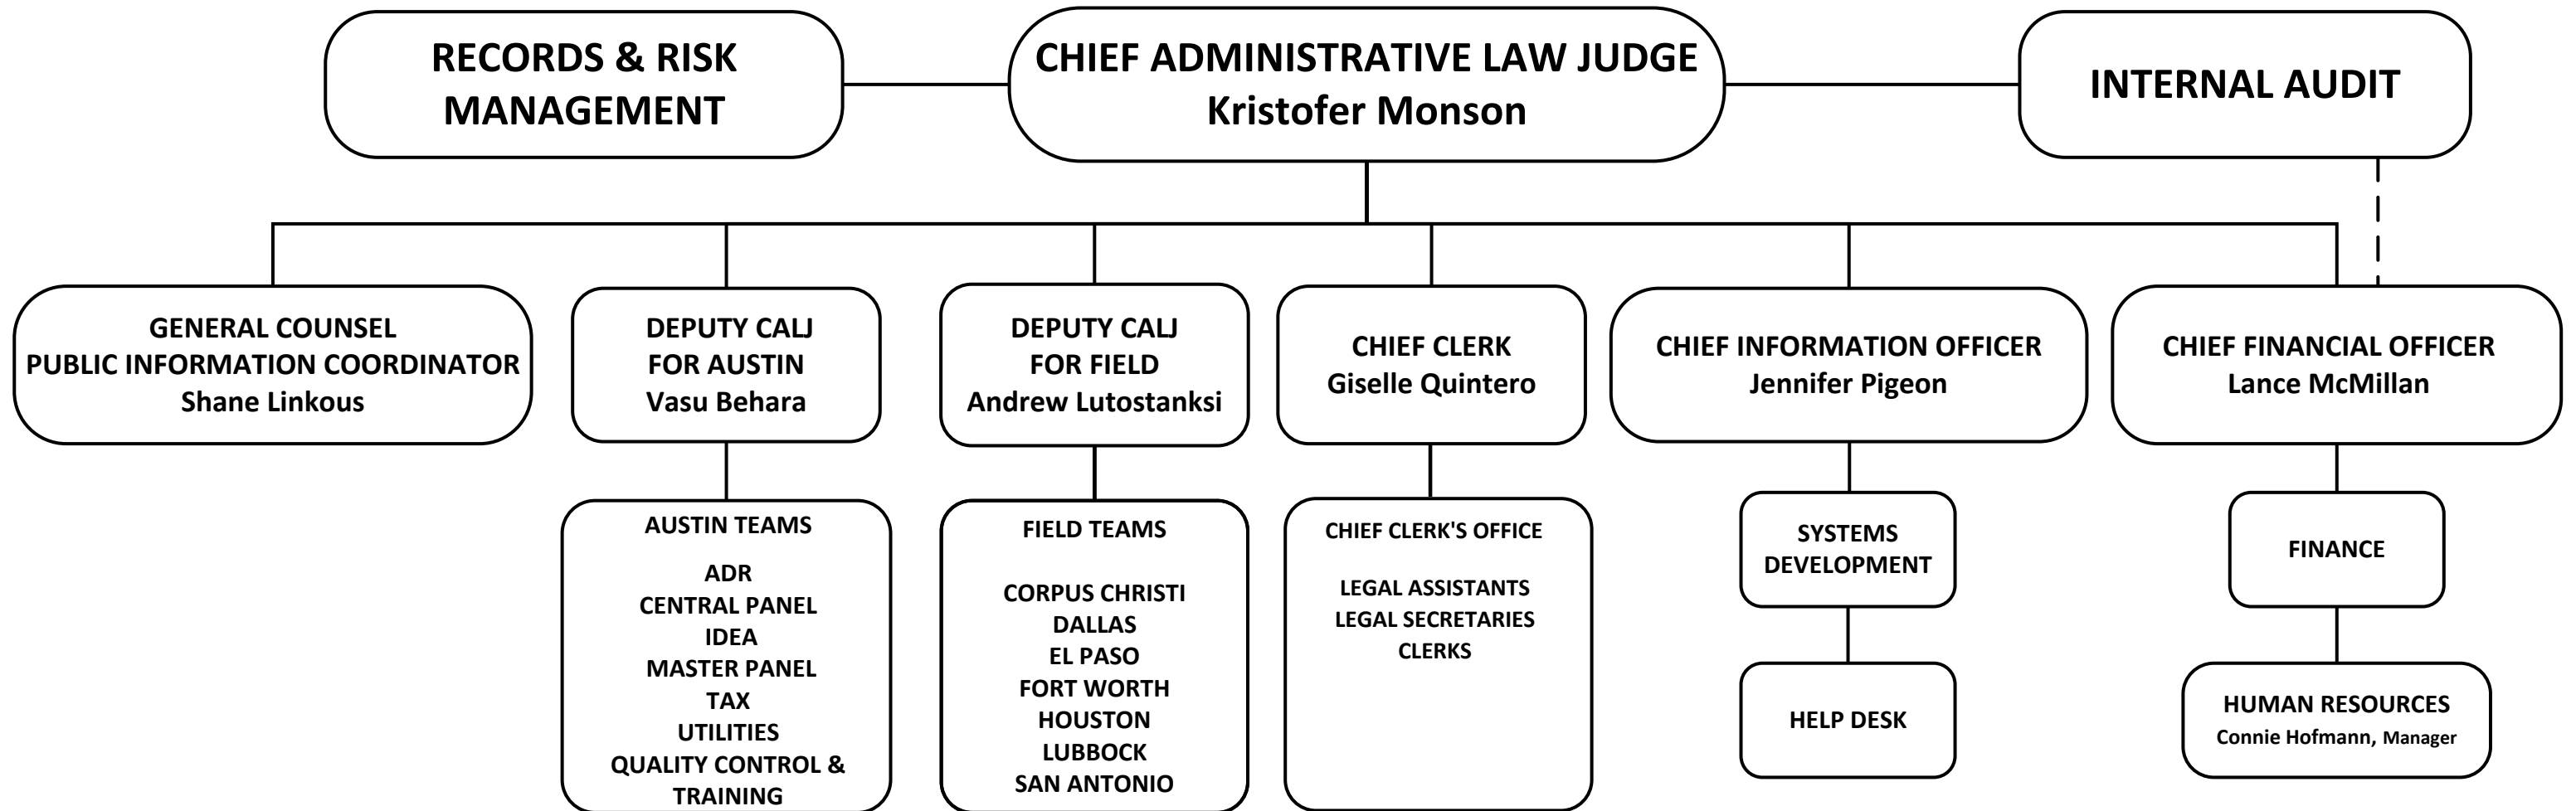 RECORDS & RISK
MANAGEMENT
CHIEF ADMINISTRATIVE LAW JUDGE
Kristofer Monson
INTERNAL AUDIT
GENERAL COUNSEL
PUBLIC INFORMATION COORDINATOR
Shane Linkous
DEPUTY CALJ
FOR AUSTIN
Vasu Behara
DEPUTY CALJ
FOR FIELD
Andrew Lutostanksi
CHIEF CLERK
Giselle Quintero
CHIEF INFORMATION OFFICER
Jennifer Pigeon
CHIEF FINANCIAL OFFICER
Lance McMillan
AUSTIN TEAMS
ADR
CENTRAL PANEL
IDEA
MASTER PANEL
TAX
UTILITIES
QUALITY CONTROL &
TRAINING
FIELD TEAMS
CORPUS CHRISTI
DALLAS
EL PASO
FORT WORTH
HOUSTON
LUBBOCK
SAN ANTONIO
CHIEF CLERK'S OFFICE
LEGAL ASSISTANTS
LEGAL SECRETARIES
CLERKS
SYSTEMS
DEVELOPMENT
HELP DESK
FINANCE
HUMAN RESOURCES
Connie Hofmann, Manager